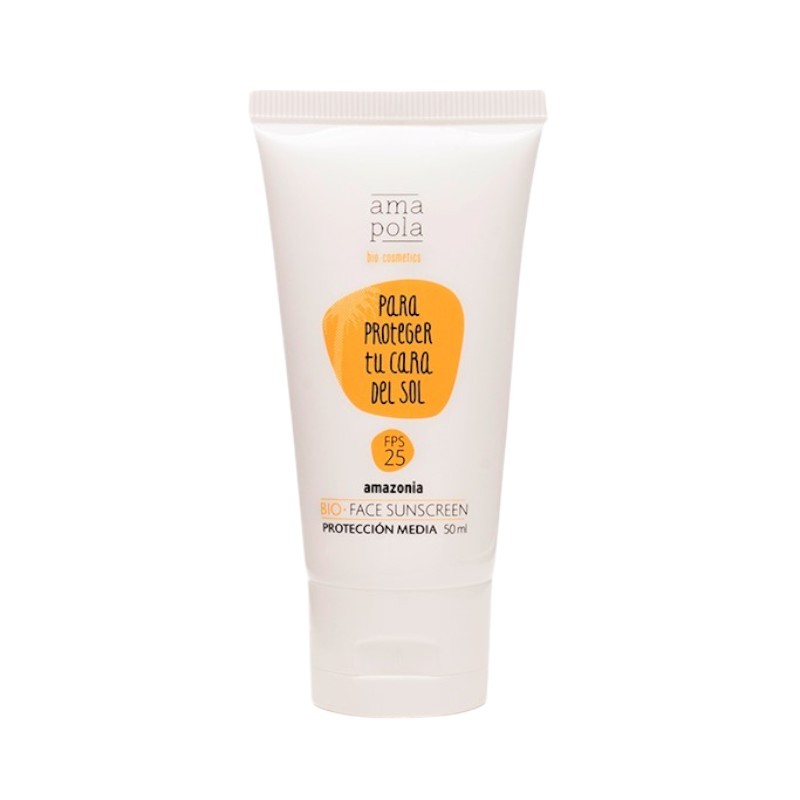 ama
pola
bio cosmetics
PARA
PROTEGER
tu CARA
DEL SOL
FPS
25
amazonia
BIO · FACE SUNSCREEN
PROTECCIÓN MEDIA 50 ml